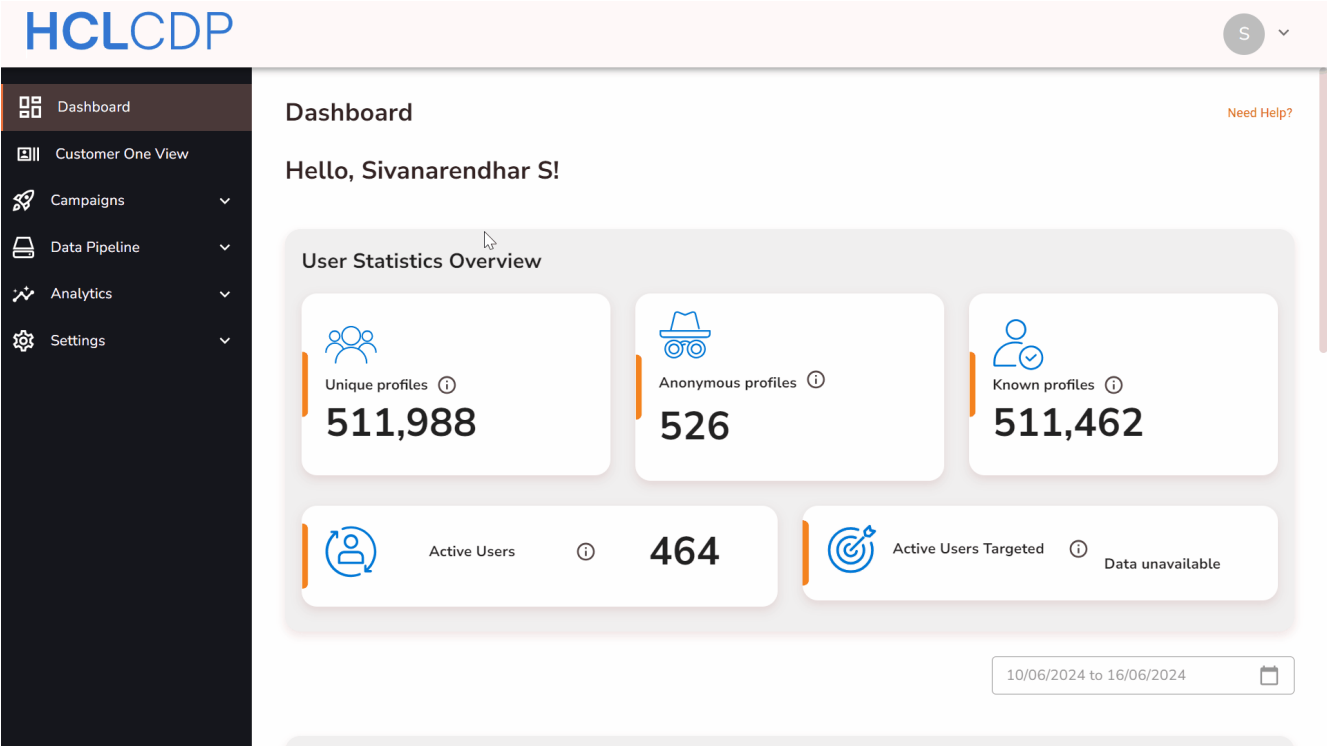 HCLCDP
S
Dashboard
Customer One View
Campaigns
Data Pipeline
Analytics
Settings
Dashboard
Need Help?
Hello, Sivanarendhar S!
User Statistics Overview
Unique profiles
511,988
Anonymous profiles
526
Known profiles
511,462
Active Users
464
Active Users Targeted
Data unavailable
10/06/2024 to 16/06/2024